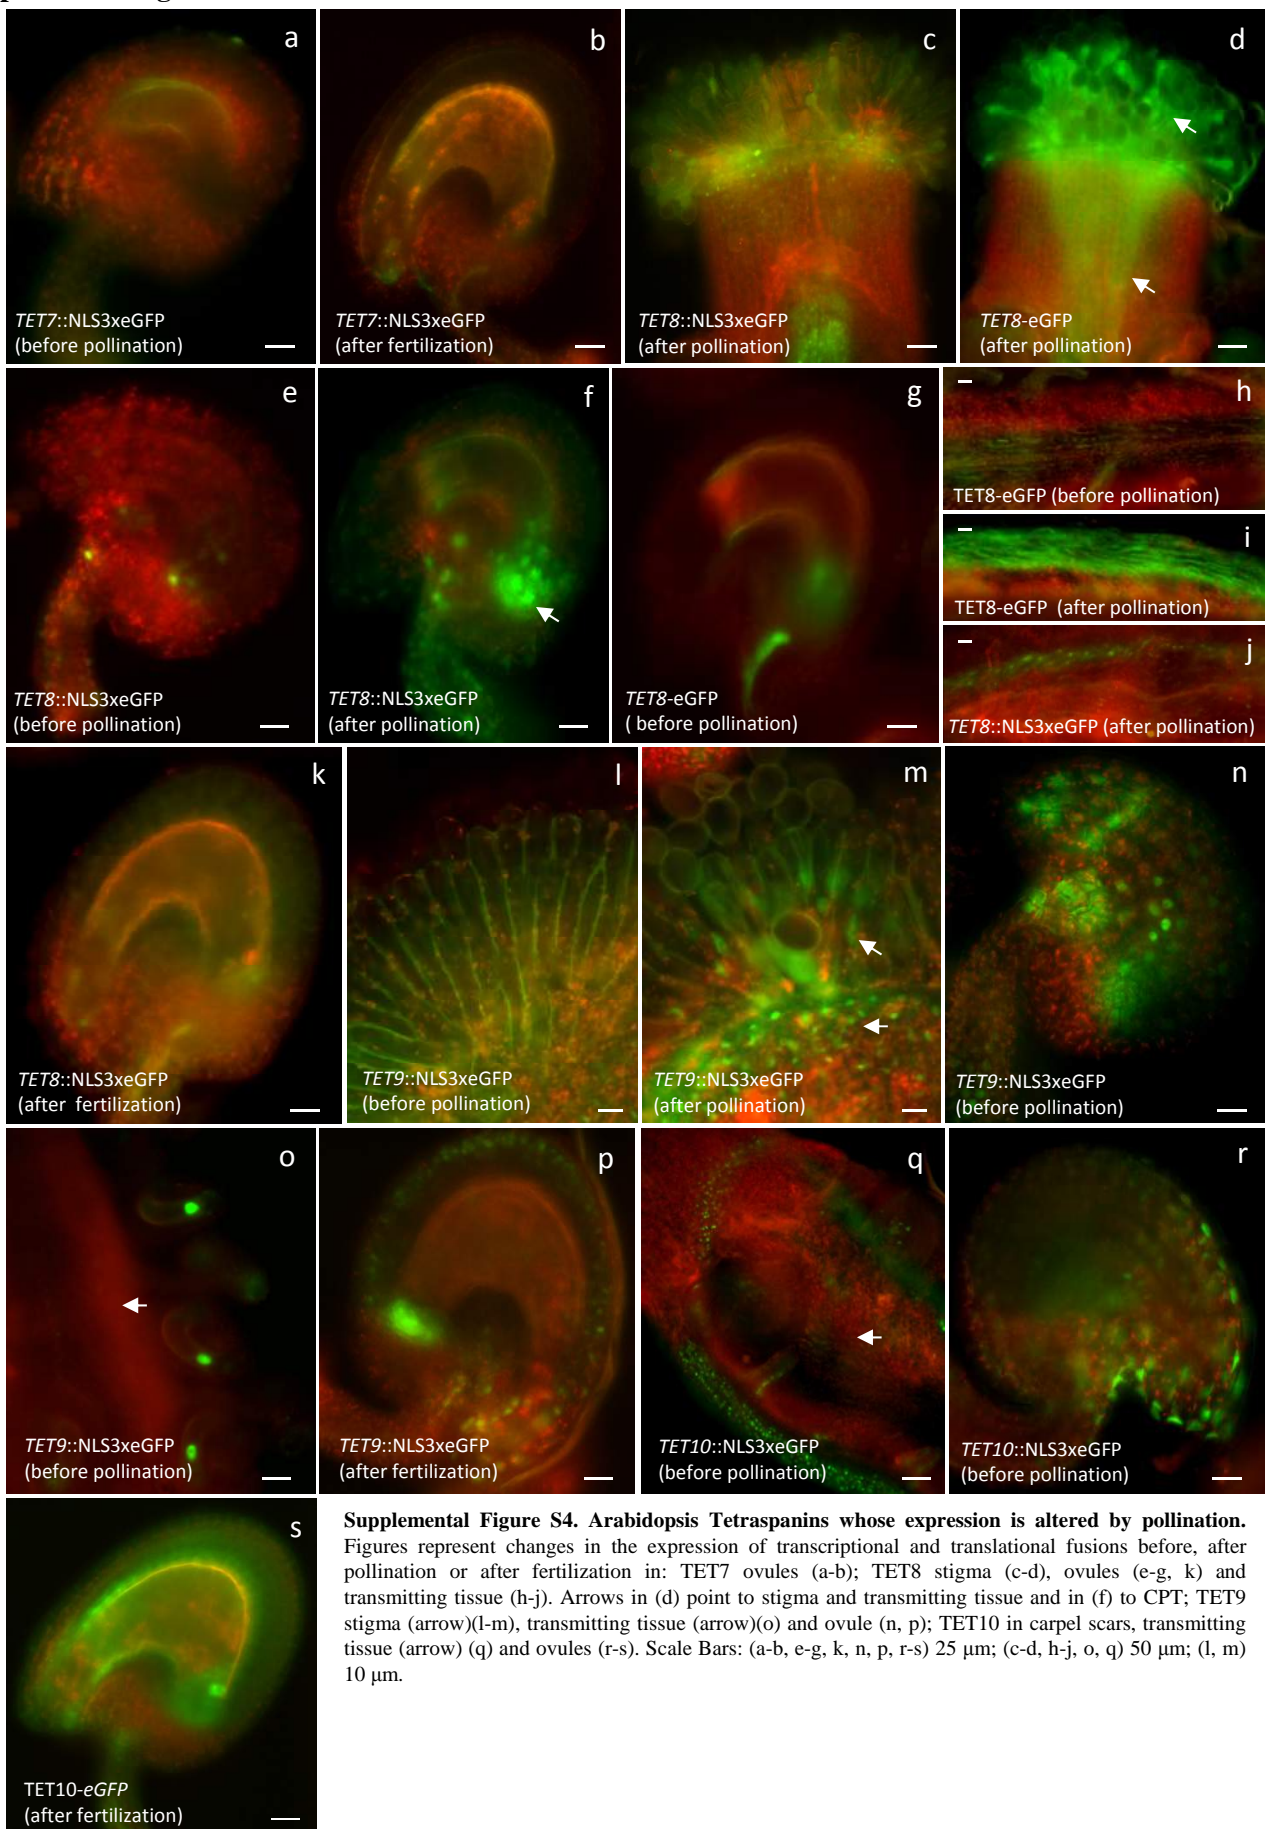 a
b
c
d
TET7::NLS3xeGFP
(before pollination)
TET7::NLS3xeGFP
(after fertilization)
TET8::NLS3xeGFP
(after pollination)
TET8-eGFP
(after pollination)
e
f
g
h
TET8-eGFP (before pollination)
i
TET8-eGFP (after pollination)
j
TET8::NLS3xeGFP (after pollination)
TET8::NLS3xeGFP
(before pollination)
TET8::NLS3xeGFP
(after pollination)
TET8-eGFP
( before pollination)
k
l
m
n
TET8::NLS3xeGFP
(after fertilization)
TET9::NLS3xeGFP
(before pollination)
TET9::NLS3xeGFP
(after pollination)
TET9::NLS3xeGFP
(before pollination)
o
p
q
r
TET9::NLS3xeGFP
(before pollination)
TET9::NLS3xeGFP
(after fertilization)
TET10::NLS3xeGFP
(before pollination)
TET10::NLS3xeGFP
(before pollination)
s
TET10-eGFP
(after fertilization)
Supplemental Figure S4. Arabidopsis Tetraspanins whose expression is altered by pollination.
Figures represent changes in the expression of transcriptional and translational fusions before, after
pollination or after fertilization in: TET7 ovules (a-b); TET8 stigma (c-d), ovules (e-g, k) and
transmitting tissue (h-j). Arrows in (d) point to stigma and transmitting tissue and in (f) to CPT; TET9
stigma (arrow)(l-m), transmitting tissue (arrow)(o) and ovule (n, p); TET10 in carpel scars, transmitting
tissue (arrow) (q) and ovules (r-s). Scale Bars: (a-b, e-g, k, n, p, r-s) 25 μm; (c-d, h-j, o, q) 50 μm; (l, m)
10 μm.